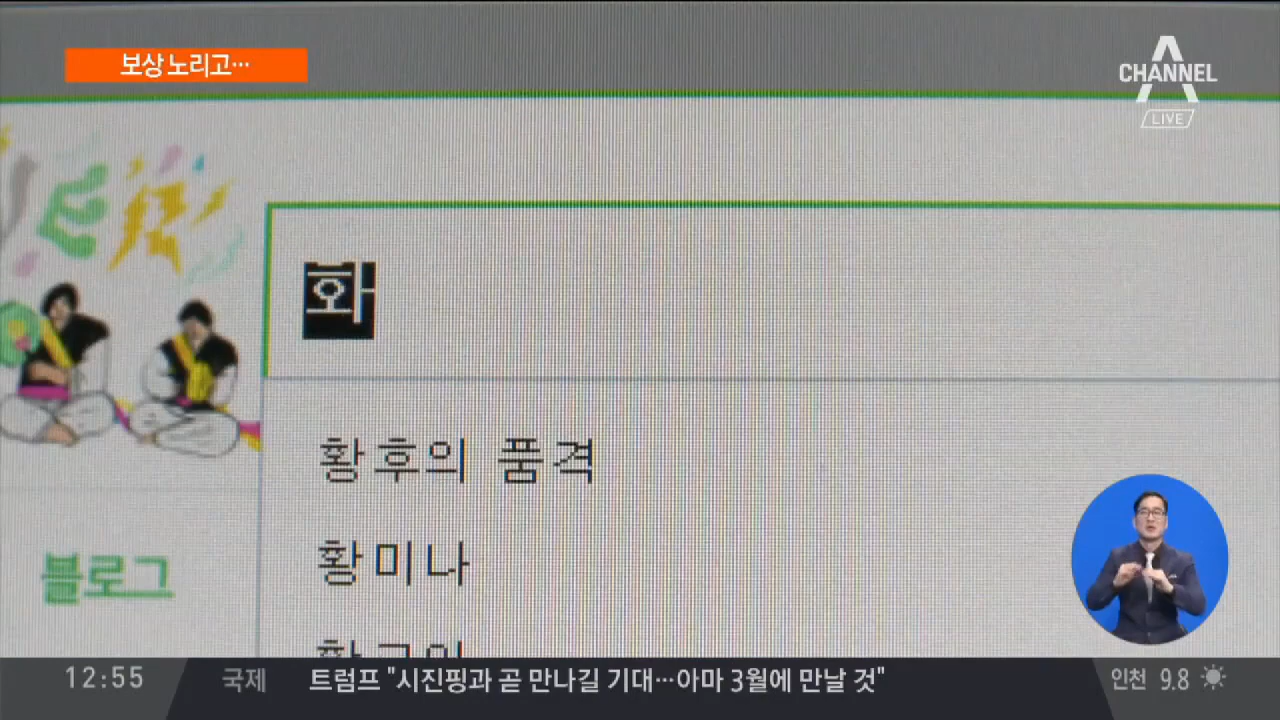 보상 노리고…
CHANNEL A
LIVE
VER
화
황후의 품격
황미나
블로그
12:55 국제 트럼프 "시진핑과 곧 만나길 기대…아마 3월에 만날 것" 인천 9.8